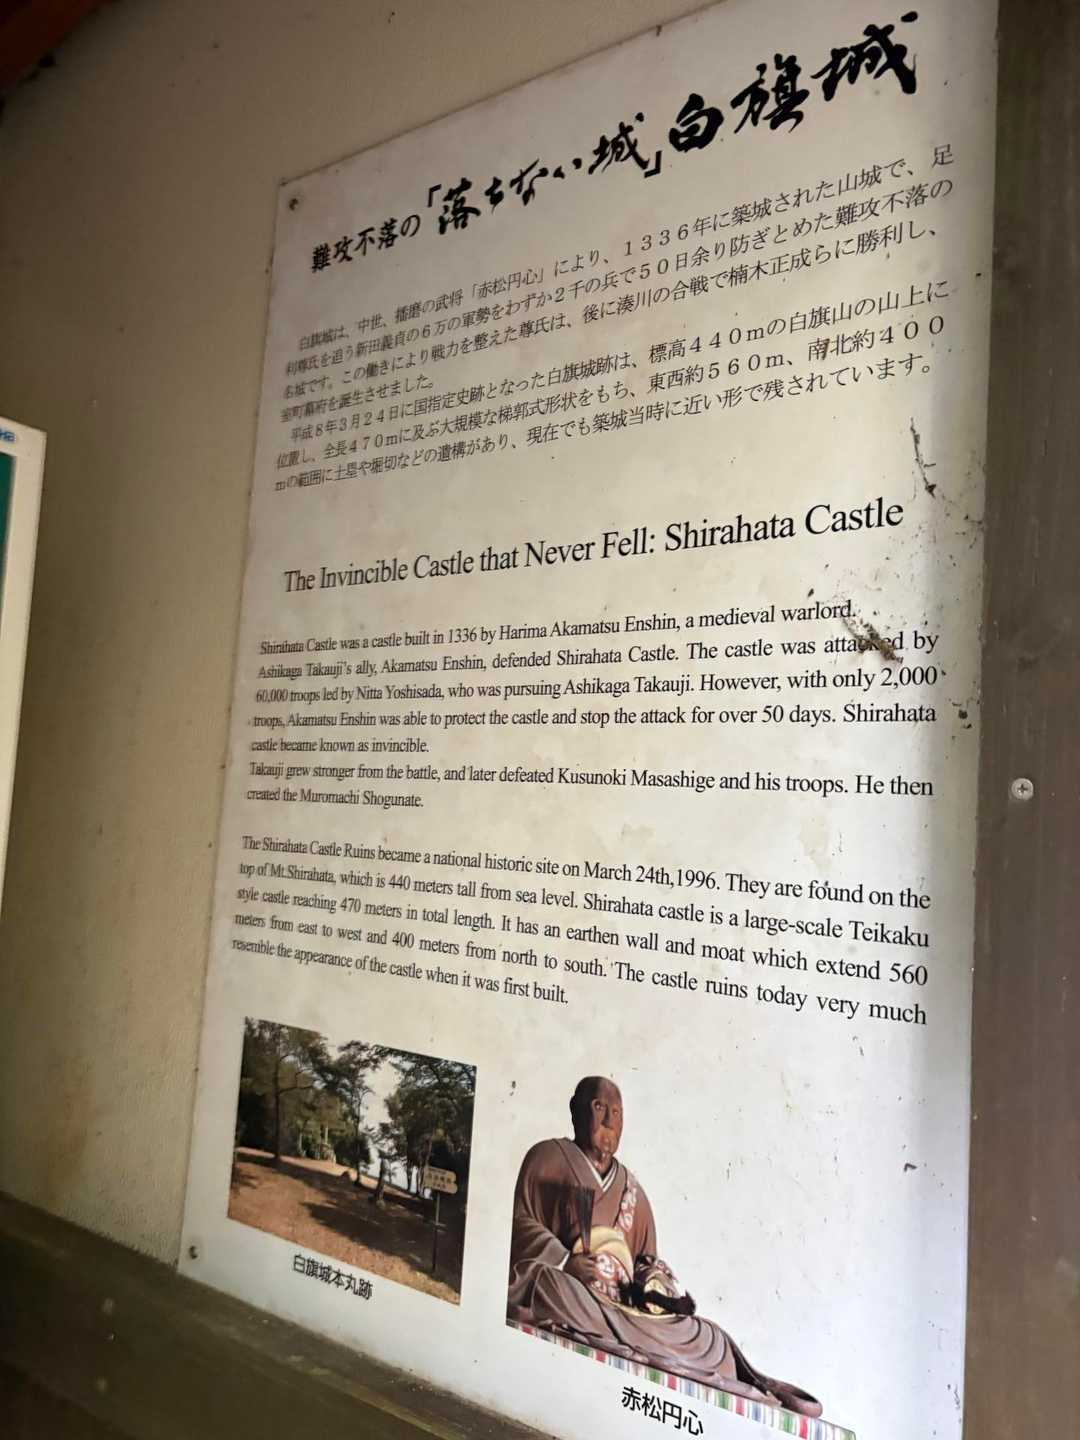 難攻不落の「落ちない城」白旗城
白旗城は、中世、播磨の武将「赤松円心」により、１３３６年に築城された山城で、足
利尊氏を追う新田義貞の６万の軍勢をわずか２千の兵で５０日余り防ぎとめた難攻不落の
名城です。この働きにより戦力を整えた尊氏は、後に湊川の合戦で楠木正成らに勝利し、
室町幕府を誕生させました。
平成８年３月２４日に国指定史跡となった白旗城跡は、標高４４０ｍの白旗山の山上に
位置し、全長４７０ｍに及ぶ大規模な梯郭式形状をもち、東西約５６０ｍ、南北約４００
ｍの範囲に土塁や堀切などの遺構があり、現在でも築城当時に近い形で残されています。
The Invincible Castle that Never Fell: Shirahata Castle
Shirahata Castle was a castle built in 1336 by Harima Akamatsu Enshin, a medieval warlord.
Ashikaga Takauji's ally, Akamatsu Enshin, defended Shirahata Castle. The castle was attacked by
60,000 troops led by Nitta Yoshisada, who was pursuing Ashikaga Takauji. However, with only 2,000
troops, Akamatsu Enshin was able to protect the castle and stop the attack for over 50 days. Shirahata
castle became known as invincible.
Takauji grew stronger from the battle, and later defeated Kusunoki Masashige and his troops. He then
created the Muromachi Shogunate.
The Shirahata Castle Ruins became a national historic site on March 24th,1996. They are found on the
top of Mt.Shirahata, which is 440 meters tall from sea level. Shirahata castle is a large-scale Teikaku
style castle reaching 470 meters in total length. It has an earthen wall and moat which extend 560
meters from east to west and 400 meters from north to south. The castle ruins today very much
resemble the appearance of the castle when it was first built.
白旗城本丸跡
赤松円心